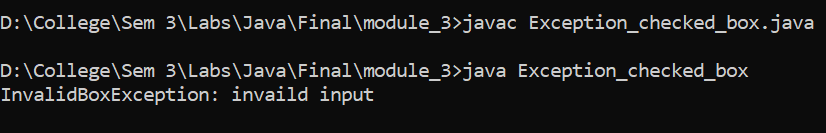 D:\College\Sem 3\Labs\Java\Final\module_3>javac Exception_checked_box.java
D:\College\Sem 3\Labs\Java\Final\module_3>java Exception_checked_box
InvalidBoxException: invaild input